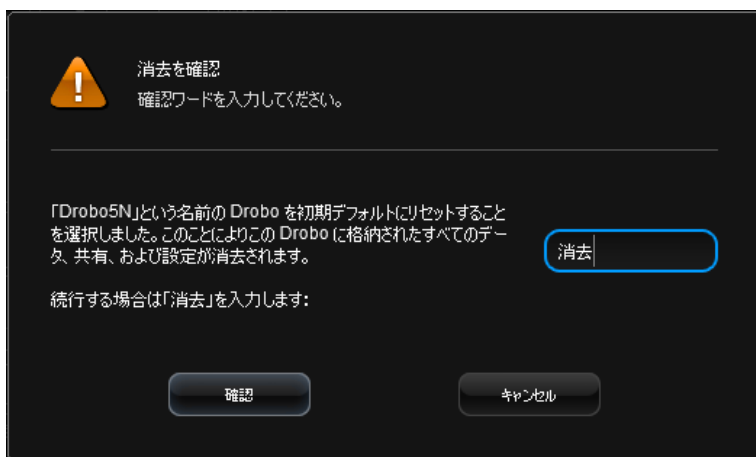 消去を確認
確認ワードを入力してください。
「Drobo5N」という名前の Drobo を初期デフォルトにリセットすること
を選択しました。このことによりこの Drobo に格納されたすべてのデー
タ、共有、および設定が消去されます。
消去
続行する場合は「消去」を入力します:
確認
キャンセル